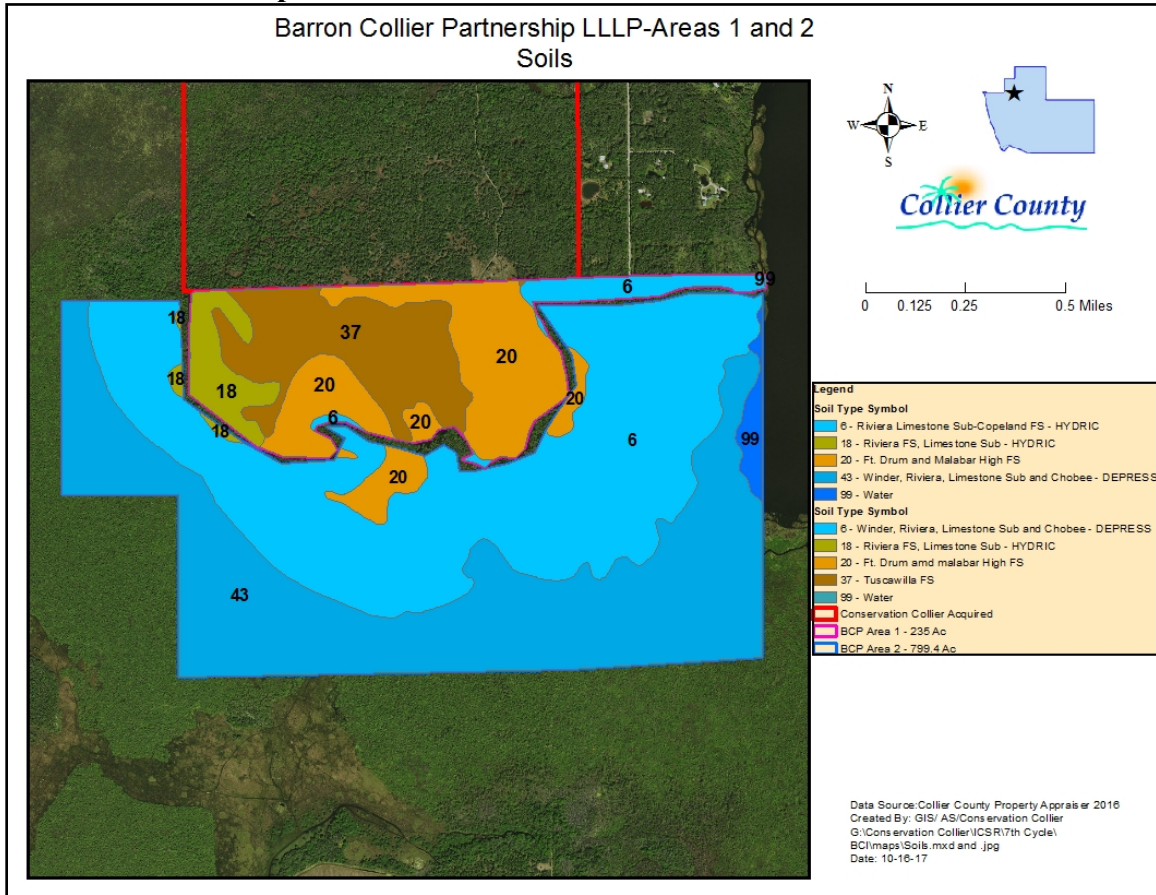 Barron Collier Partnership LLLP-Areas 1 and 2
Soils
N
W E
S
Collier County
0 0.125 0.25 0.5 Miles
6
99
18
37
20
18
18
20
20
20
6
18
6
99
20
43
Legend
Soil Type Symbol
6 - Riviera Limestone Sub-Copeland FS - HYDRIC
18 - Riviera FS, Limestone Sub - HYDRIC
20 - Ft. Drum and Malabar High FS
43 - Winder, Riviera, Limestone Sub and Chobee - DEPRESS
99 - Water
Soil Type Symbol
6 - Winder, Riviera, Limestone Sub and Chobee - DEPRESS
18 - Riviera FS, Limestone Sub - HYDRIC
20 - Ft. Drum amd malabar High FS
37 - Tuscawilla FS
99 - Water
Conservation Collier Acquired
BCP Area 1 - 235 Ac
BCP Area 2 - 799.4 Ac
Data Source:Collier County Property Appraiser 2016
Created By: GIS/ AS/Conservation Collier
G:\Conservation Collier\ICSR\7th Cycle\
BCI\maps\Soils.mxd and .jpg
Date: 10-16-17